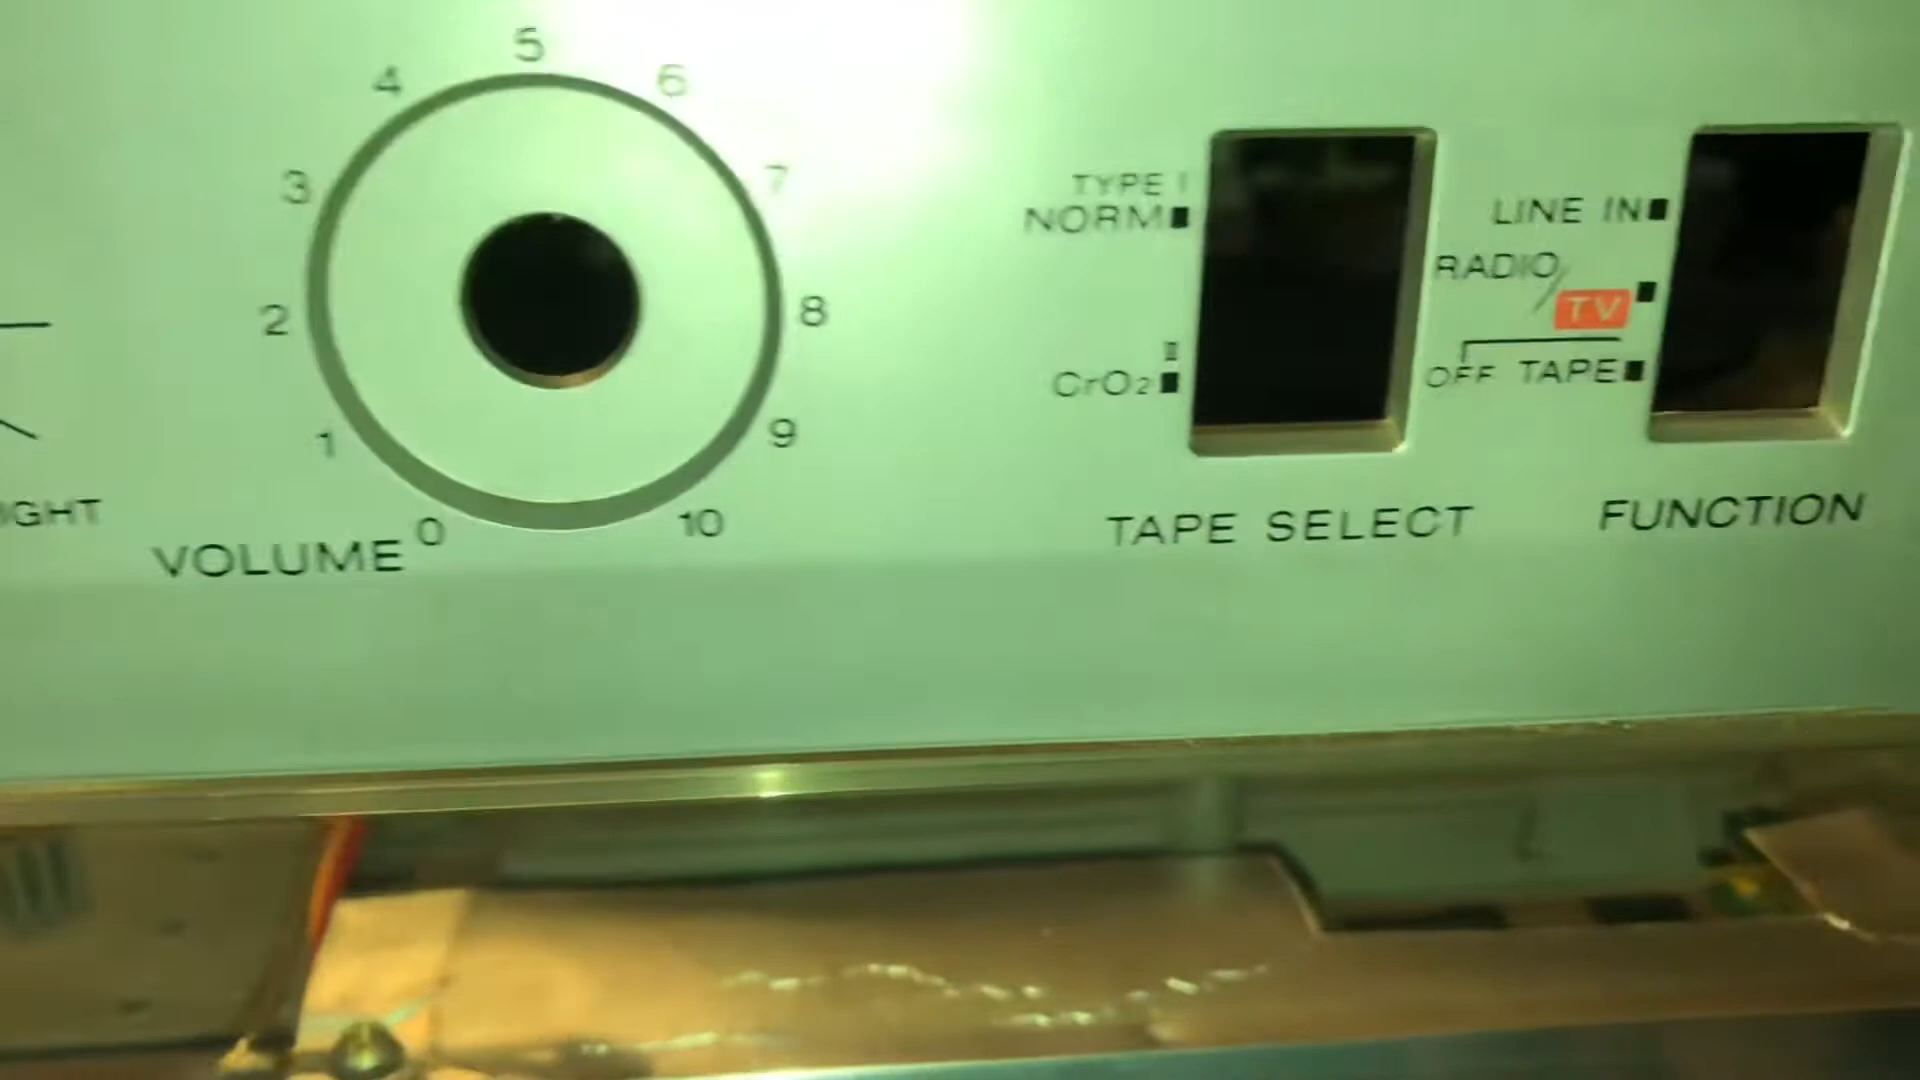 5
4 6
3 7
2 8
1 9
0 10
VOLUME
TYPE I
NORM
II
CrO2
TAPE SELECT
LINE IN
RADIO/
TV
OFF TAPE
FUNCTION